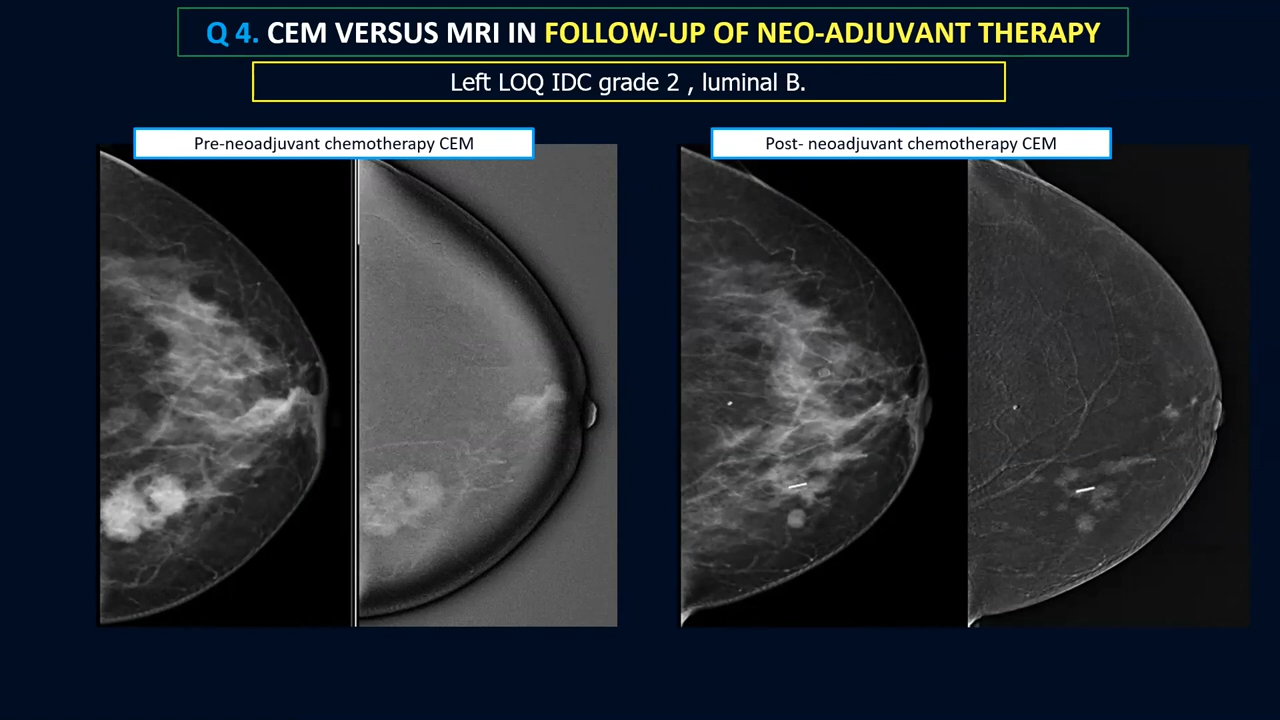 Q 4. CEM VERSUS MRI IN FOLLOW-UP OF NEO-ADJUVANT THERAPY
Left LOQ IDC grade 2 , luminal B.
Pre-neoadjuvant chemotherapy CEM
Post- neoadjuvant chemotherapy CEM